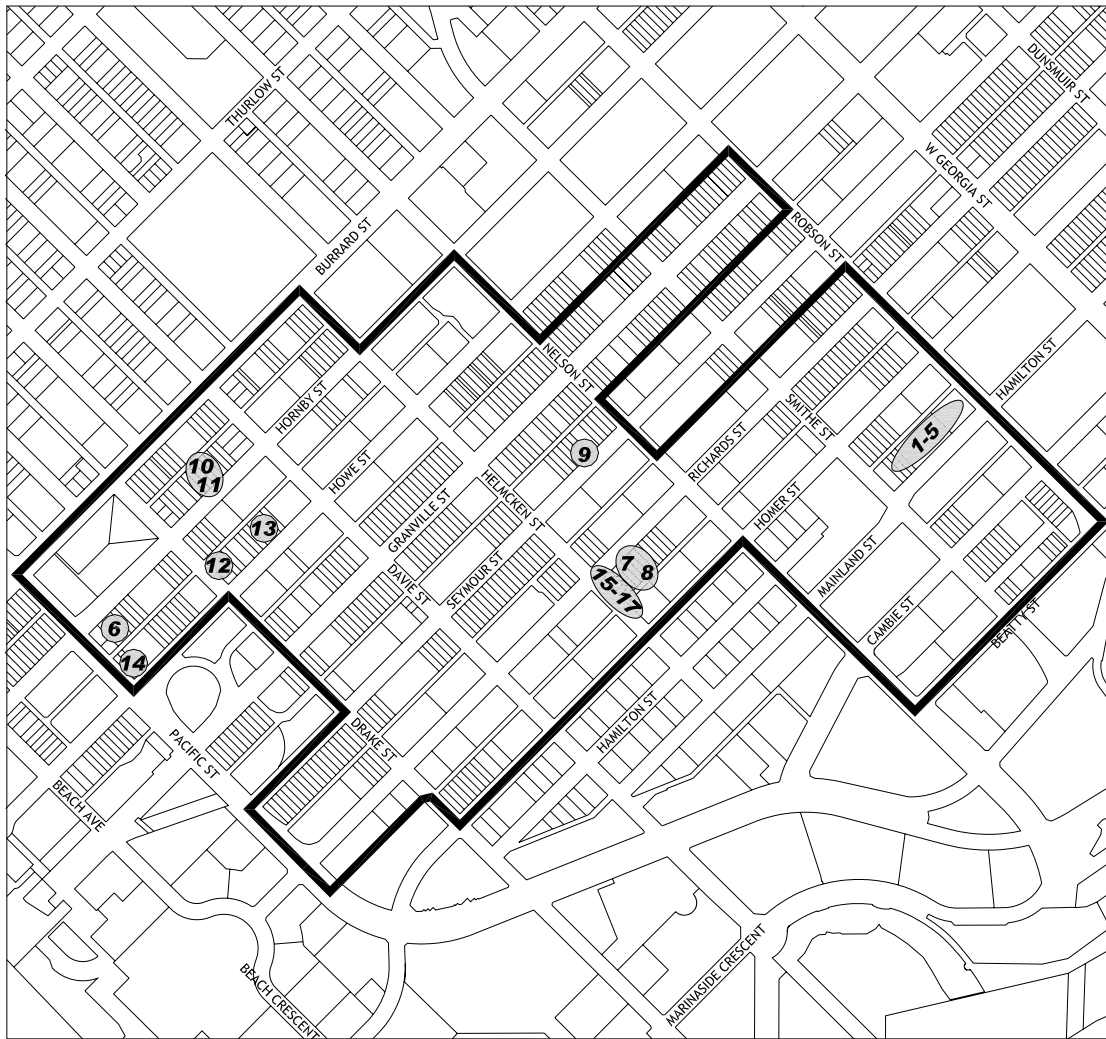 DUNSMUIR ST
THURLOW ST
W GEORGIA ST
BURRARD ST
ROBSON ST
HAMILTON ST
NELSON ST
HORNBY ST
SMITHE ST
1-5
RICHARDS ST
9
HOWE ST
10
11
HELMCKEN ST
GRANVILLE ST
HOMER ST
13
12
7
8
15-17
SEYMOUR ST
DAVIE ST
MAINLAND ST
CAMBIE ST
BEATTY ST
6
14
HAMILTON ST
DRAKE ST
PACIFIC ST
BEACH AVE
BEACH CRESCENT
MARINASIDE CRESCENT